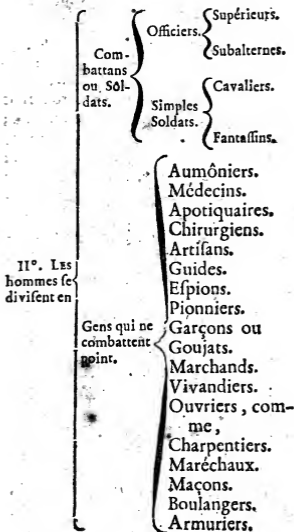 IIº. LES
hommes ſe
diviſent en
Com-
battans
ou Sol-
dats.
Officiers.
Supérieurs.
Subalternes.
Simples
Soldats.
Cavaliers.
Fantaſſins.
Gens qui ne
combattent
point.
Aumôniers.
Médecins.
Apotiquaires.
Chirurgiens.
Artiſans.
Guides.
Eſpions.
Pionniers.
Garçons ou
Goujats.
Marchands.
Vivandiers.
Ouvriers, com-
me,
Charpentiers.
Maréchaux.
Maçons.
Boulangers.
Armuriers.